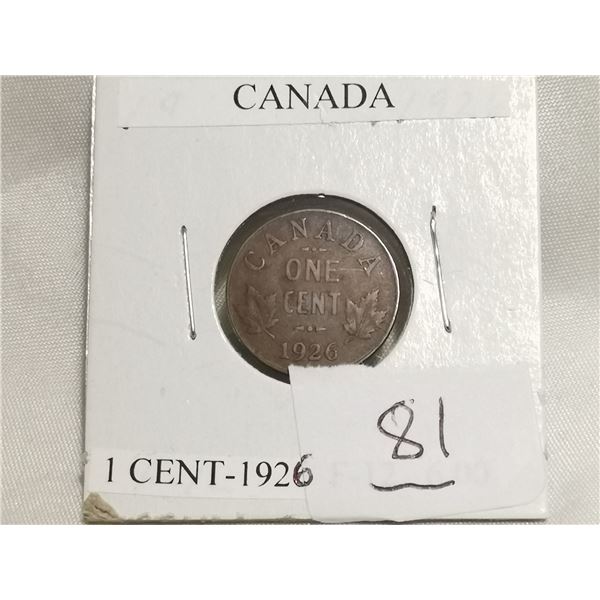 CANADA
CANADA
ONE
CENT
1926
81
1 CENT-1926